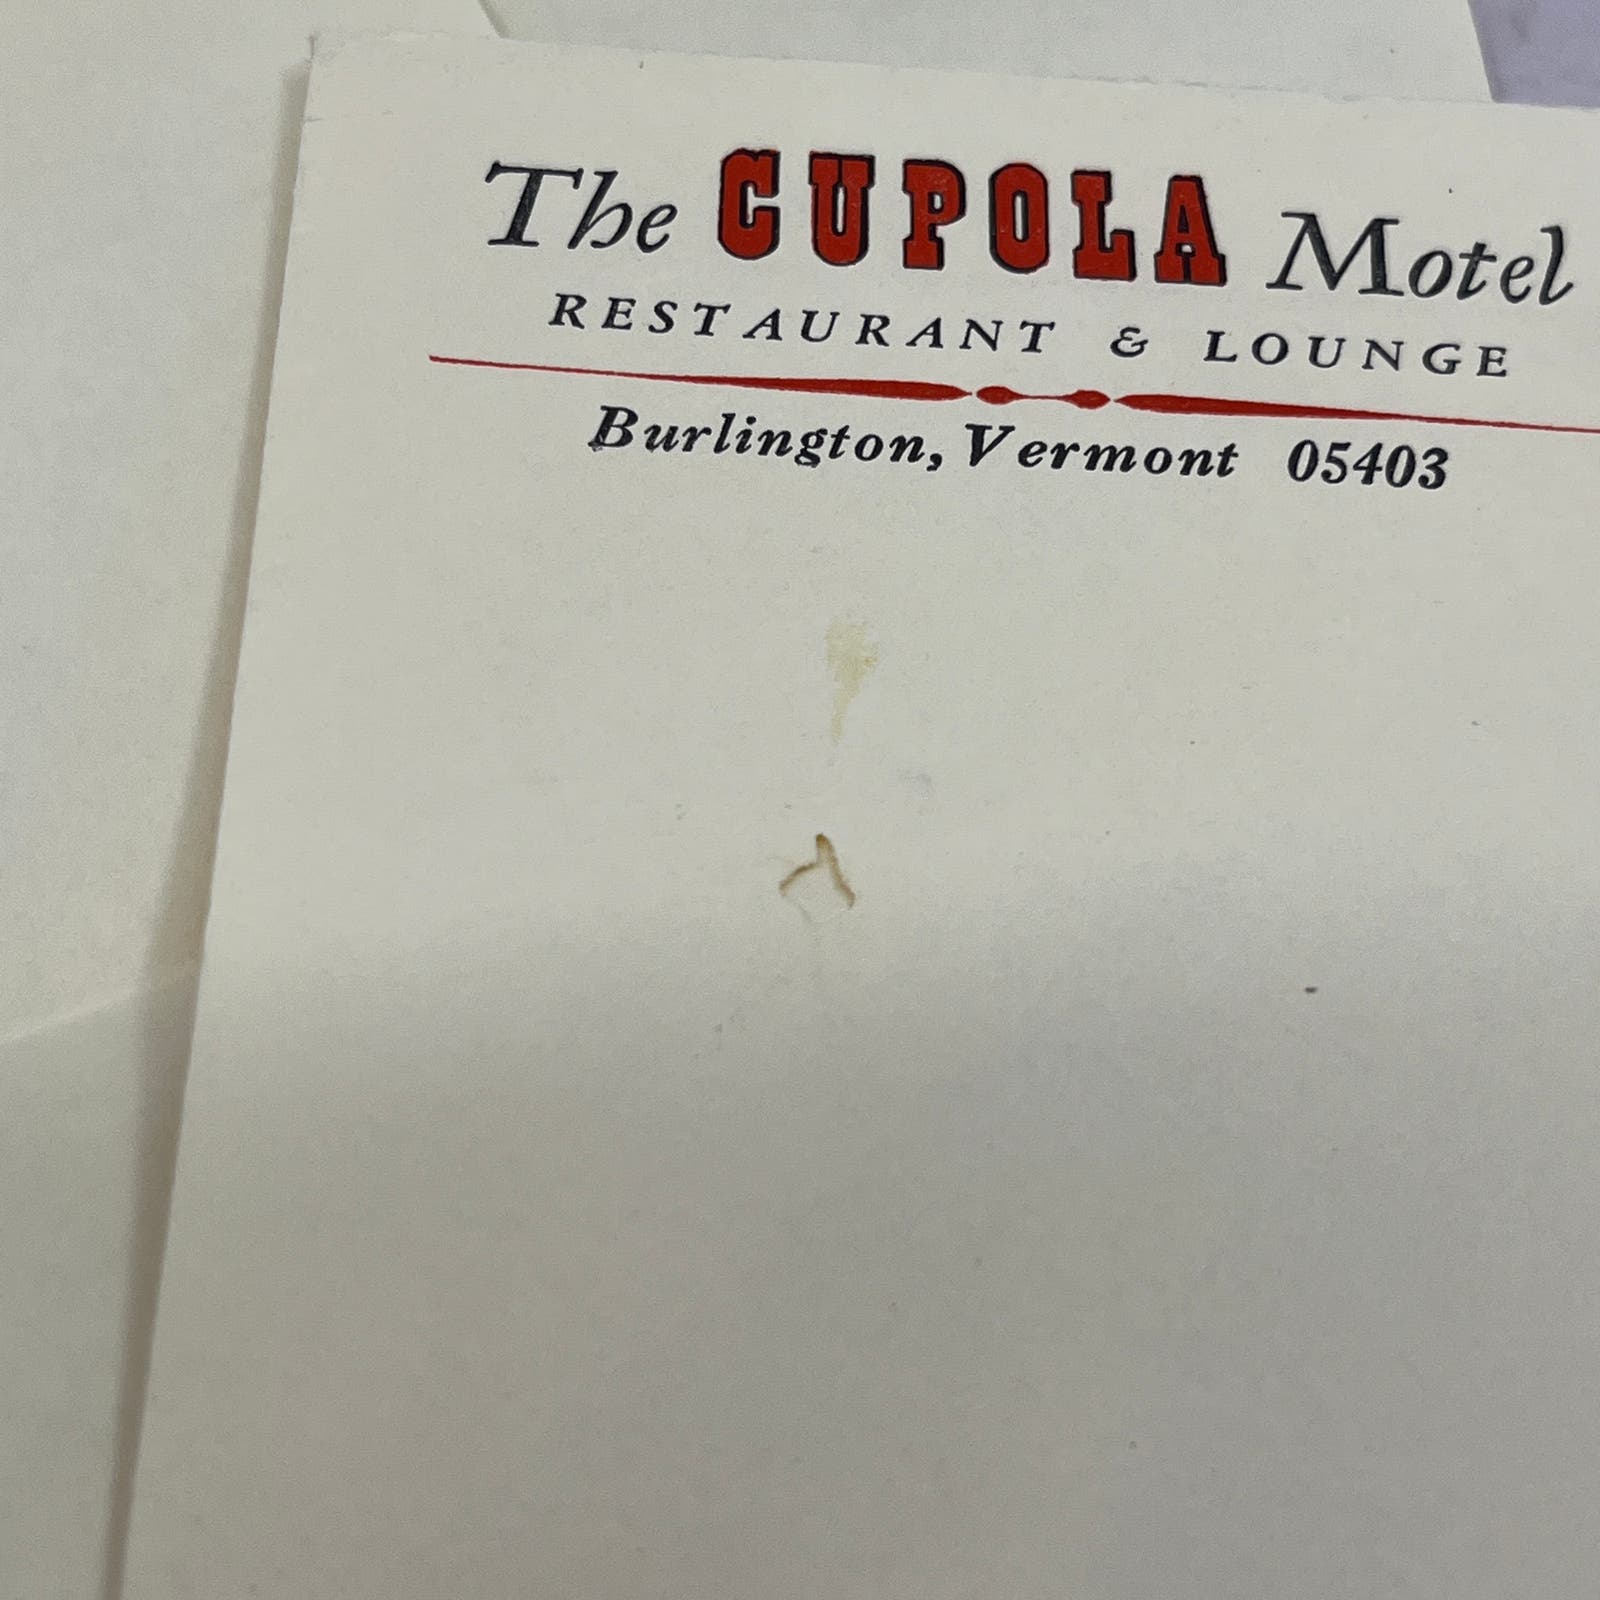 The CUPOLA Motel
RESTAURANT & LOUNGE
Burlington, Vermont 05403